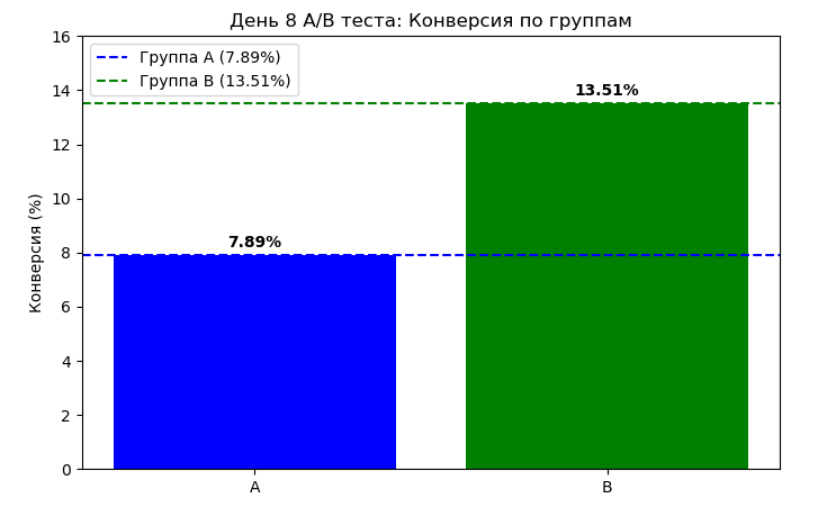 День 8 A/B теста: Конверсия по группам
Группа A (7.89%)
Группа B (13.51%)
Конверсия (%)
16
14
12
10
8
6
4
2
0
7.89%
13.51%
A
B